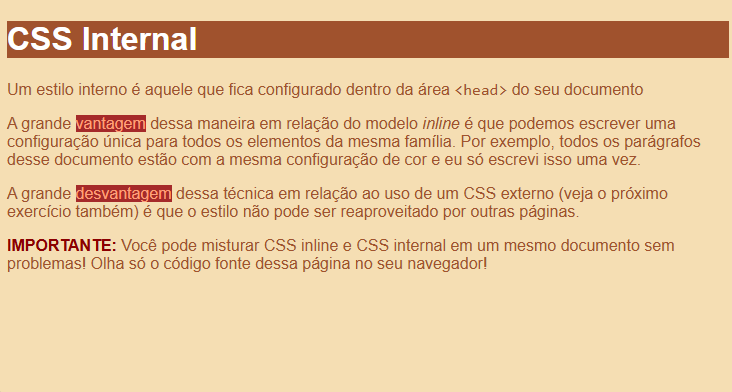 CSS Internal
Um estilo interno é aquele que fica configurado dentro da área <head> do seu documento
A grande vantagem dessa maneira em relação do modelo inline é que podemos escrever uma
configuração única para todos os elementos da mesma família. Por exemplo, todos os parágrafos
desse documento estão com a mesma configuração de cor e eu só escrevi isso uma vez.
A grande desvantagem dessa técnica em relação ao uso de um CSS externo (veja o próximo
exercício também) é que o estilo não pode ser reaproveitado por outras páginas.
IMPORTANTE: Você pode misturar CSS inline e CSS internal em um mesmo documento sem
problemas! Olha só o código fonte dessa página no seu navegador!